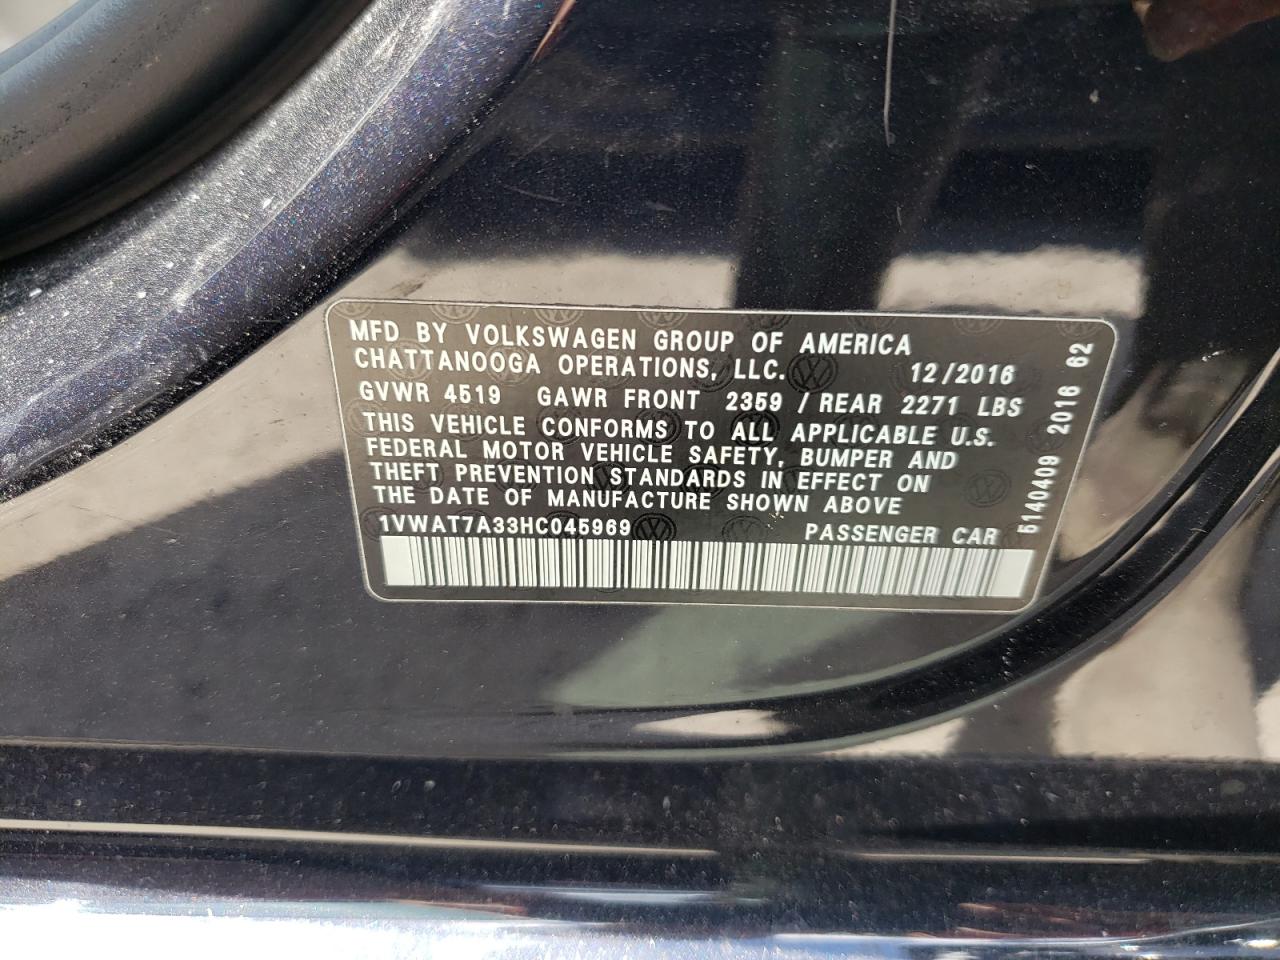 MFD BY VOLKSWAGEN GROUP OF AMERICA
CHATTANOOGA OPERATIONS, LLC. 12/2016
GVWR 4519 GAWR FRONT 2359 / REAR 2271 LBS
THIS VEHICLE CONFORMS TO ALL APPLICABLE U.S.
FEDERAL MOTOR VEHICLE SAFETY, BUMPER AND
THEFT PREVENTION STANDARDS IN EFFECT ON
THE DATE OF MANUFACTURE SHOWN ABOVE
1VWAT7A33HC045969 PASSENGER CAR
5140409 2016 62